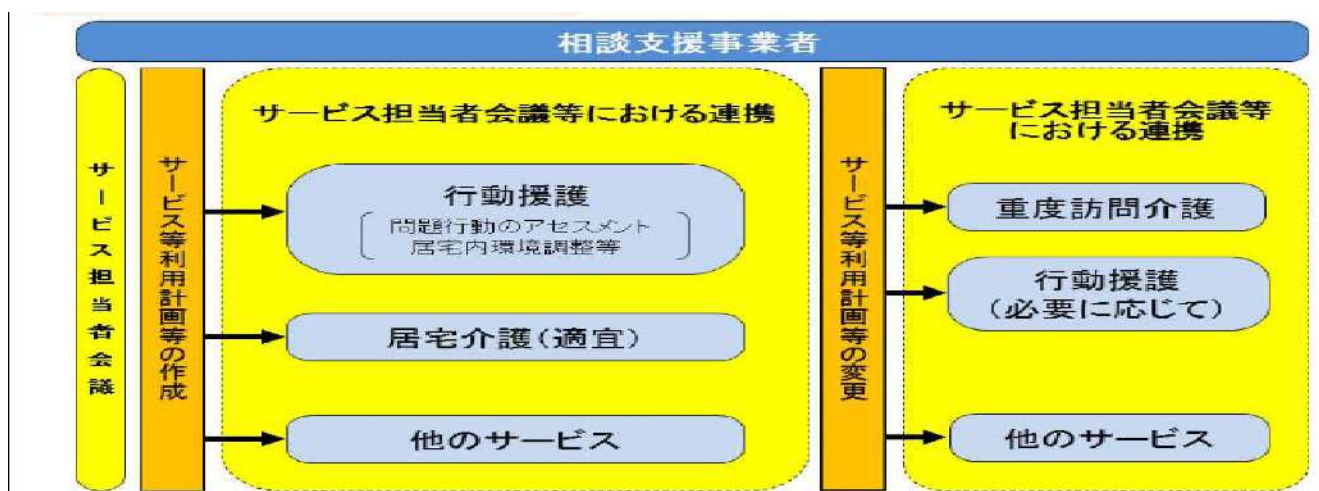 相談支援事業者
サービス担当者会議
サービス等利用計画等の作成
サービス担当者会議等における連携
行動援護
問題行動のアセスメント
居宅内環境調整等
居宅介護(適宜)
他のサービス
サービス等利用計画等の変更
サービス担当者会議等
における連携
重度訪問介護
行動援護
(必要に応じて)
他のサービス